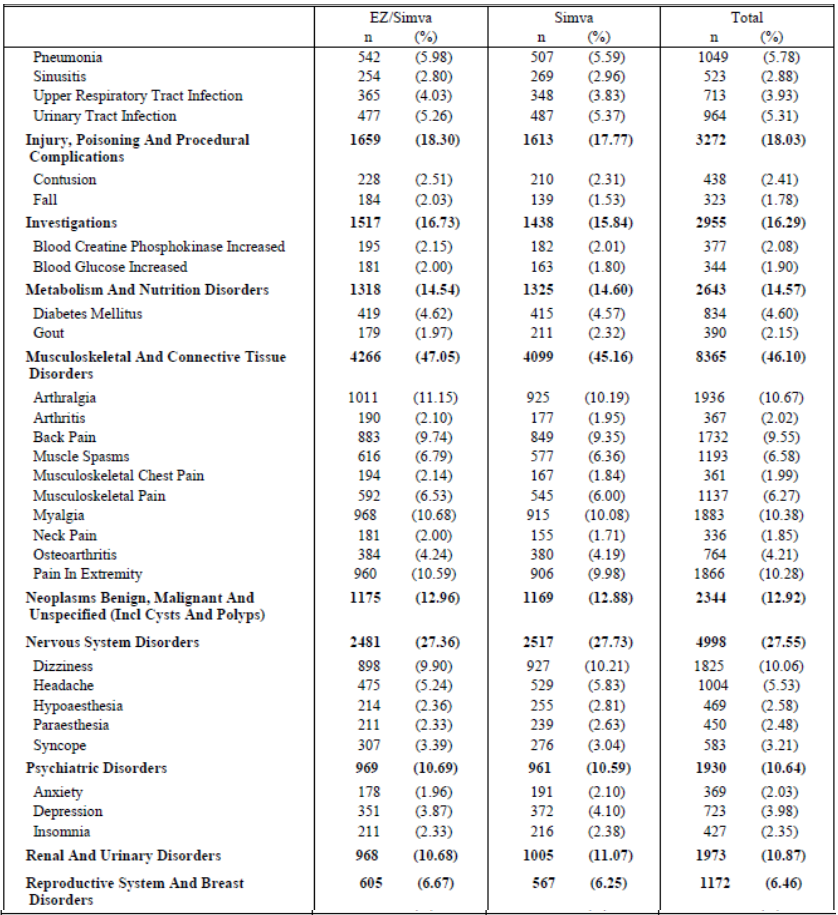 EZ/Simva Simva Total
n (%) n (%) n (%)
Pneumonia 542 (5.98) 507 (5.59) 1049 (5.78)
Sinusitis 254 (2.80) 269 (2.96) 523 (2.88)
Upper Respiratory Tract Infection 365 (4.03) 348 (3.83) 713 (3.93)
Urinary Tract Infection 477 (5.26) 487 (5.37) 964 (5.31)
Injury, Poisoning And Procedural 1659 (18.30) 1613 (17.77) 3272 (18.03)
Complications
Contusion 228 (2.51) 210 (2.31) 438 (2.41)
Fall 184 (2.03) 139 (1.53) 323 (1.78)
Investigations 1517 (16.73) 1438 (15.84) 2955 (16.29)
Blood Creatine Phosphokinase Increased 195 (2.15) 182 (2.01) 377 (2.08)
Blood Glucose Increased 181 (2.00) 163 (1.80) 344 (1.90)
Metabolism And Nutrition Disorders 1318 (14.54) 1325 (14.60) 2643 (14.57)
Diabetes Mellitus 419 (4.62) 415 (4.57) 834 (4.60)
Gout 179 (1.97) 211 (2.32) 390 (2.15)
Musculoskeletal And Connective Tissue 4266 (47.05) 4099 (45.16) 8365 (46.10)
Disorders
Arthralgia 1011 (11.15) 925 (10.19) 1936 (10.67)
Arthritis 190 (2.10) 177 (1.95) 367 (2.02)
Back Pain 883 (9.74) 849 (9.35) 1732 (9.55)
Muscle Spasms 616 (6.79) 577 (6.36) 1193 (6.58)
Musculoskeletal Chest Pain 194 (2.14) 167 (1.84) 361 (1.99)
Musculoskeletal Pain 592 (6.53) 545 (6.00) 1137 (6.27)
Myalgia 968 (10.68) 915 (10.08) 1883 (10.38)
Neck Pain 181 (2.00) 155 (1.71) 336 (1.85)
Osteoarthritis 384 (4.24) 380 (4.19) 764 (4.21)
Pain In Extremity 960 (10.59) 906 (9.98) 1866 (10.28)
Neoplasms Benign, Malignant And 1175 (12.96) 1169 (12.88) 2344 (12.92)
Unspecified (Incl Cysts And Polyps)
Nervous System Disorders 2481 (27.36) 2517 (27.73) 4998 (27.55)
Dizziness 898 (9.90) 927 (10.21) 1825 (10.06)
Headache 475 (5.24) 529 (5.83) 1004 (5.53)
Hypoaesthesia 214 (2.36) 255 (2.81) 469 (2.58)
Paraesthesia 211 (2.33) 239 (2.63) 450 (2.48)
Syncope 307 (3.39) 276 (3.04) 583 (3.21)
Psychiatric Disorders 969 (10.69) 961 (10.59) 1930 (10.64)
Anxiety 178 (1.96) 191 (2.10) 369 (2.03)
Depression 351 (3.87) 372 (4.10) 723 (3.98)
Insomnia 211 (2.33) 216 (2.38) 427 (2.35)
Renal And Urinary Disorders 968 (10.68) 1005 (11.07) 1973 (10.87)
Reproductive System And Breast 605 (6.67) 567 (6.25) 1172 (6.46)
Disorders